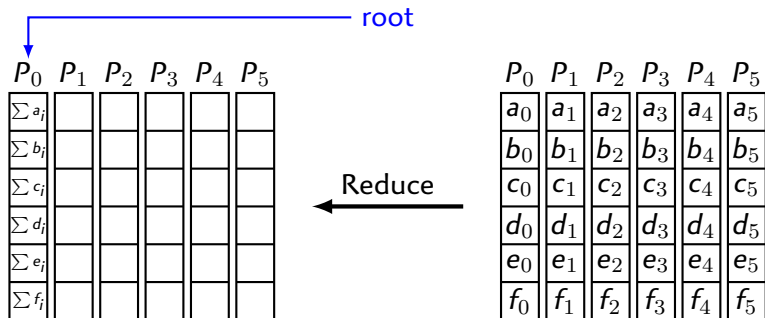 root
P₀ P₁ P₂ P₃ P₄ P₅ P₀ P₁ P₂ P₃ P₄ P₅
∑ aᵢ a₀ a₁ a₂ a₃ a₄ a₅
∑ bᵢ b₀ b₁ b₂ b₃ b₄ b₅
∑ cᵢ c₀ c₁ c₂ c₃ c₄ c₅
Reduce
∑ dᵢ d₀ d₁ d₂ d₃ d₄ d₅
∑ eᵢ e₀ e₁ e₂ e₃ e₄ e₅
∑ fᵢ f₀ f₁ f₂ f₃ f₄ f₅